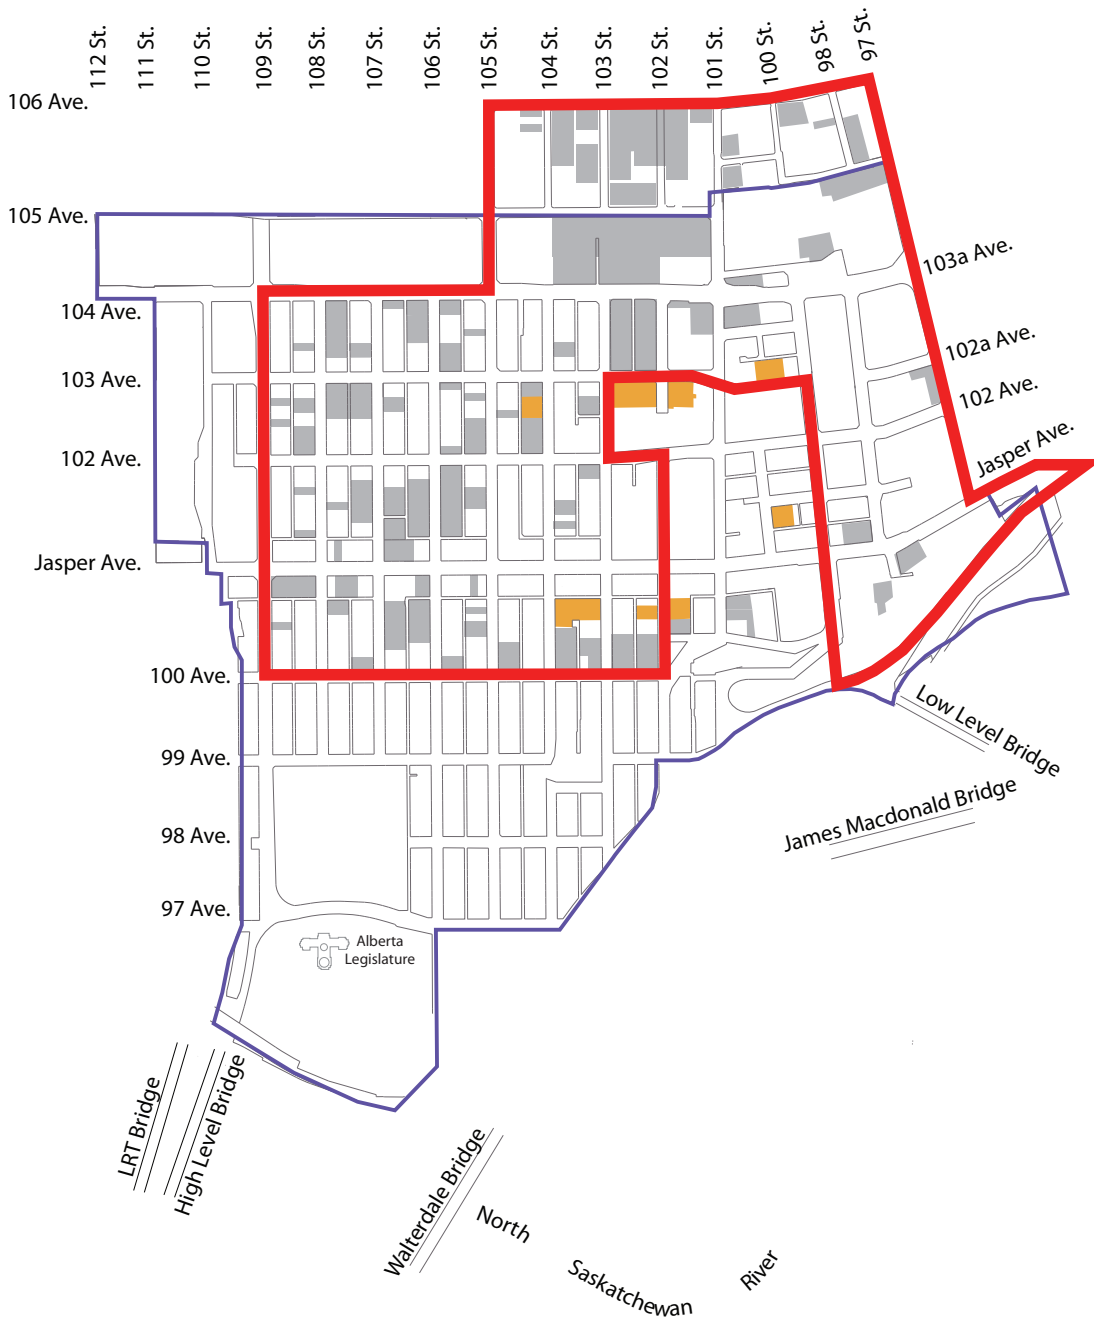 112 St.
111 St.
110 St.
109 St.
108 St.
107 St.
106 St.
105 St.
104 St.
103 St.
102 St.
101 St.
100 St.
98 St.
97 St.
106 Ave.
105 Ave.
104 Ave.
103 Ave.
102 Ave.
Jasper Ave.
100 Ave.
99 Ave.
98 Ave.
97 Ave.
103a Ave.
102a Ave.
102 Ave.
Jasper Ave.
Low Level Bridge
James Macdonald Bridge
Alberta
Legislature
LRT Bridge
High Level Bridge
Walterdale Bridge
North
Saskatchewan
River